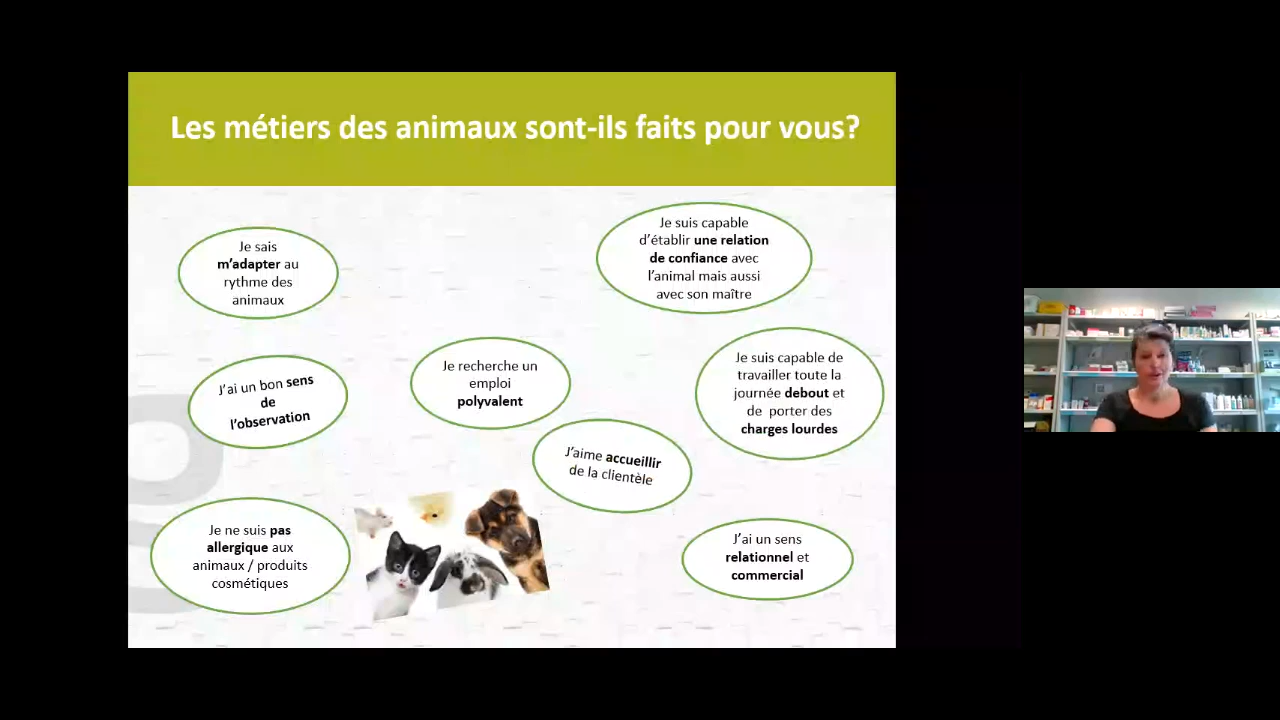 Les métiers des animaux sont-ils faits pour vous?
Je sais
m'adapter au
rythme des
animaux
Je suis capable
d'établir une relation
de confiance avec
l'animal mais aussi
avec son maître
J'ai un bon sens
de
l'observation
Je recherche un
emploi
polyvalent
Je suis capable de
travailler toute la
journée debout et
de porter des
charges lourdes
J'aime accueillir
de la clientèle
Je ne suis pas
allergique aux
animaux / produits
cosmétiques
J'ai un sens
relationnel et
commercial